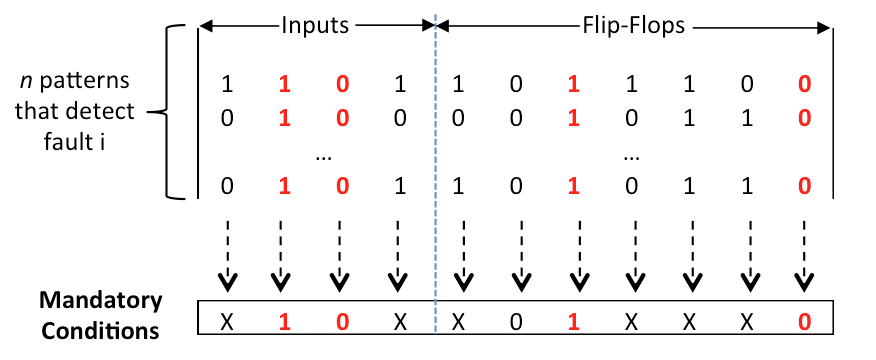 Inputs Flip-Flops
n patterns
that detect
fault i
1 1 0 1 1 0 1 1 1 0 0
0 1 0 0 0 0 1 0 1 1 0
... ...
0 1 0 1 1 0 1 0 1 1 0
Mandatory
Conditions
X 1 0 X X 0 1 X X X 0